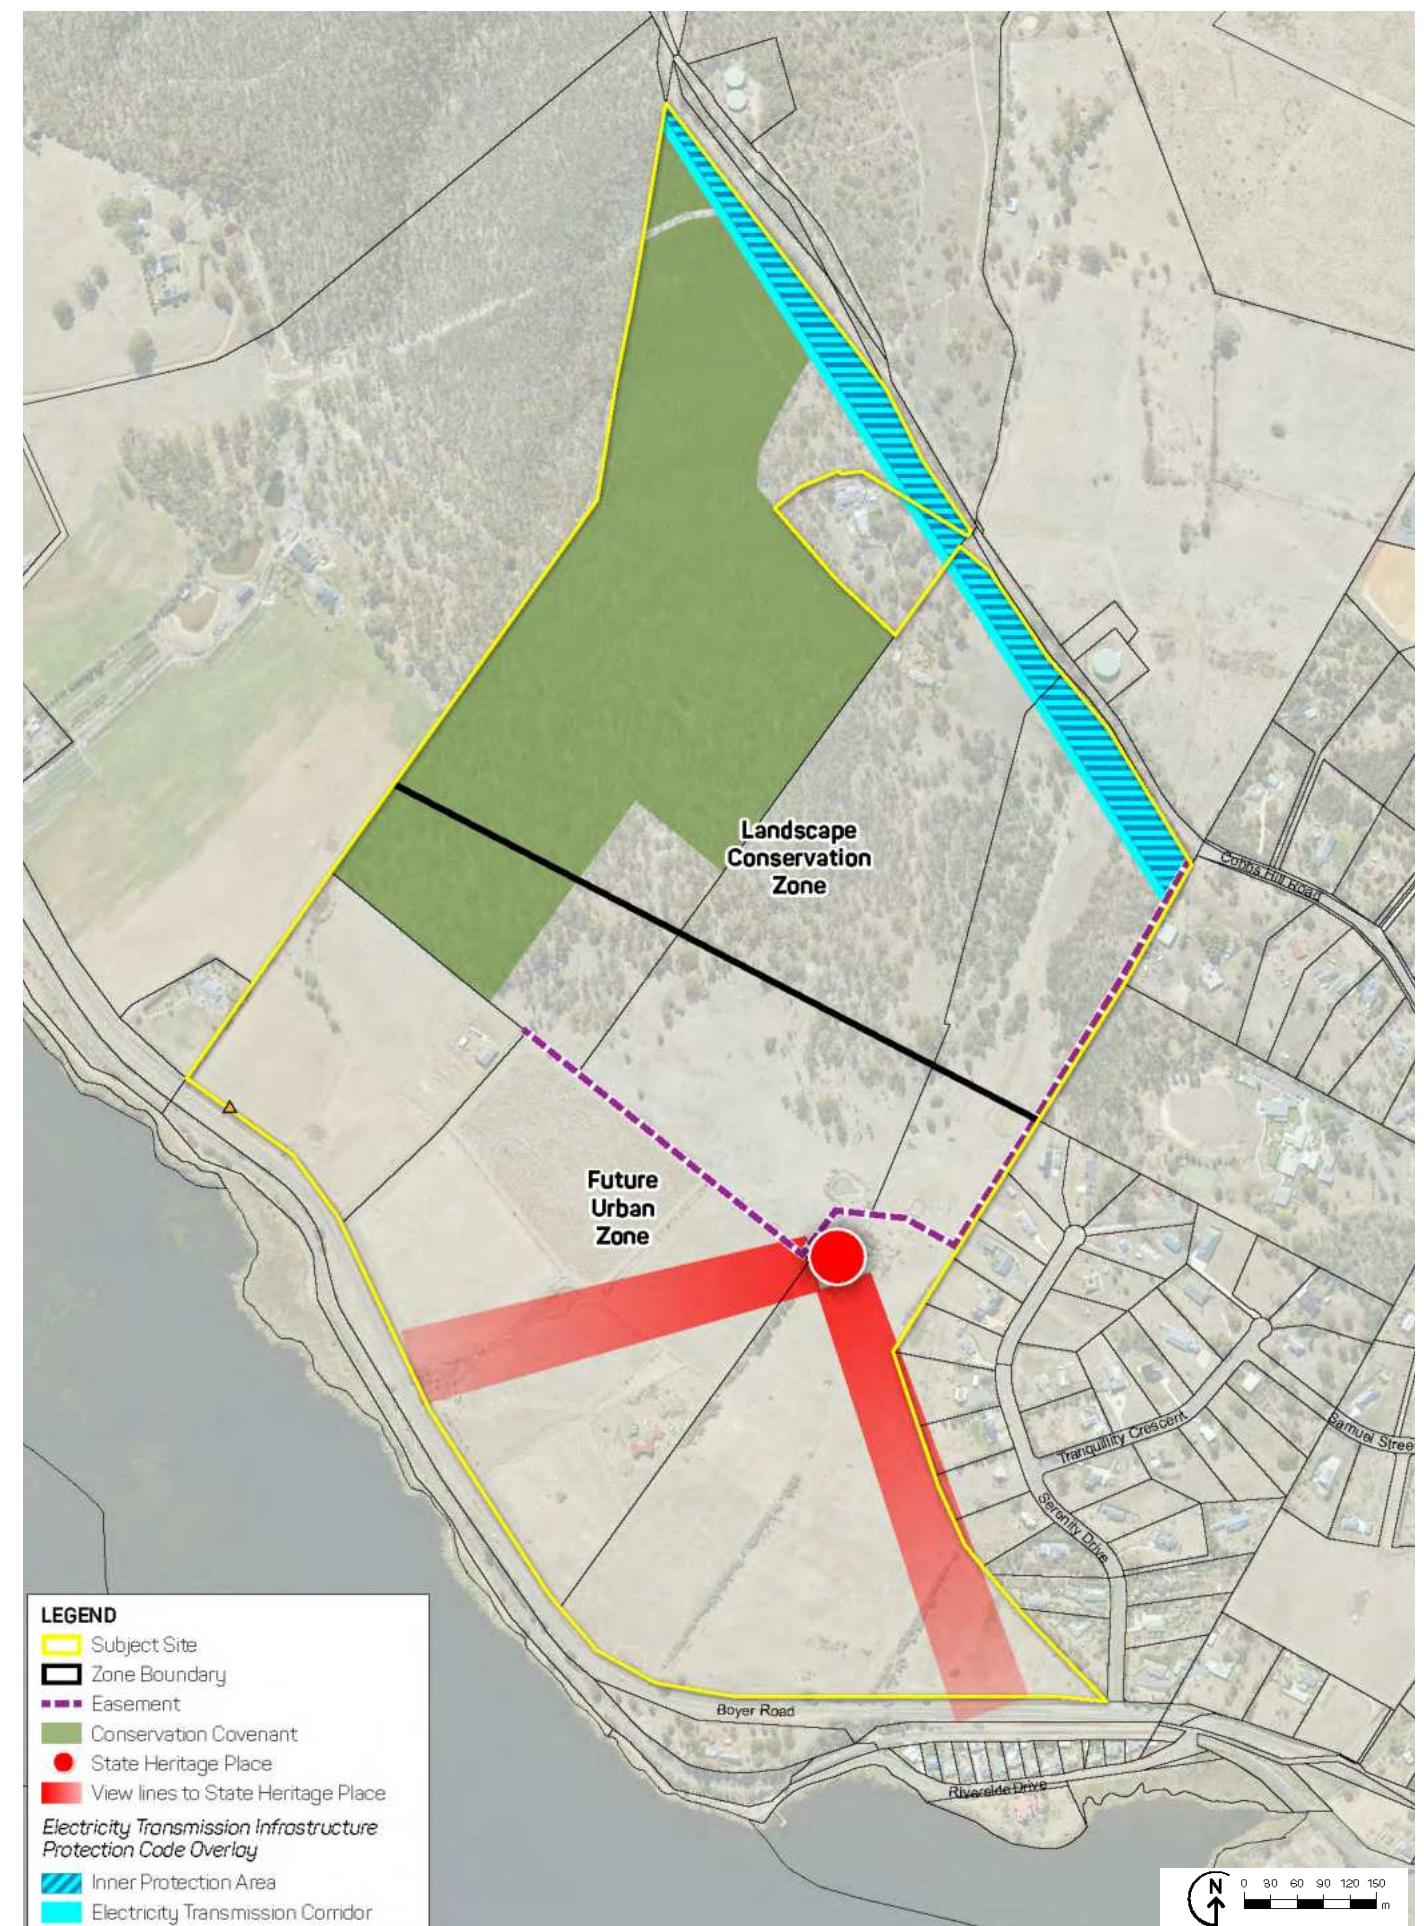 Landscape
Conservation
Zone
Cobbs Hill Road
Future
Urban
Zone
Tranquillity Crescent
Samuel Stree
Serenity Drive
Boyer Road
Riverside Drive
LEGEND
Subject Site
Zone Boundary
Easement
Conservation Covenant
State Heritage Place
View lines to State Heritage Place
Electricity Transmission Infrastructure
Protection Code Overlay
Inner Protection Area
Electricity Transmission Corridor
N
0 30 60 90 120 150
m